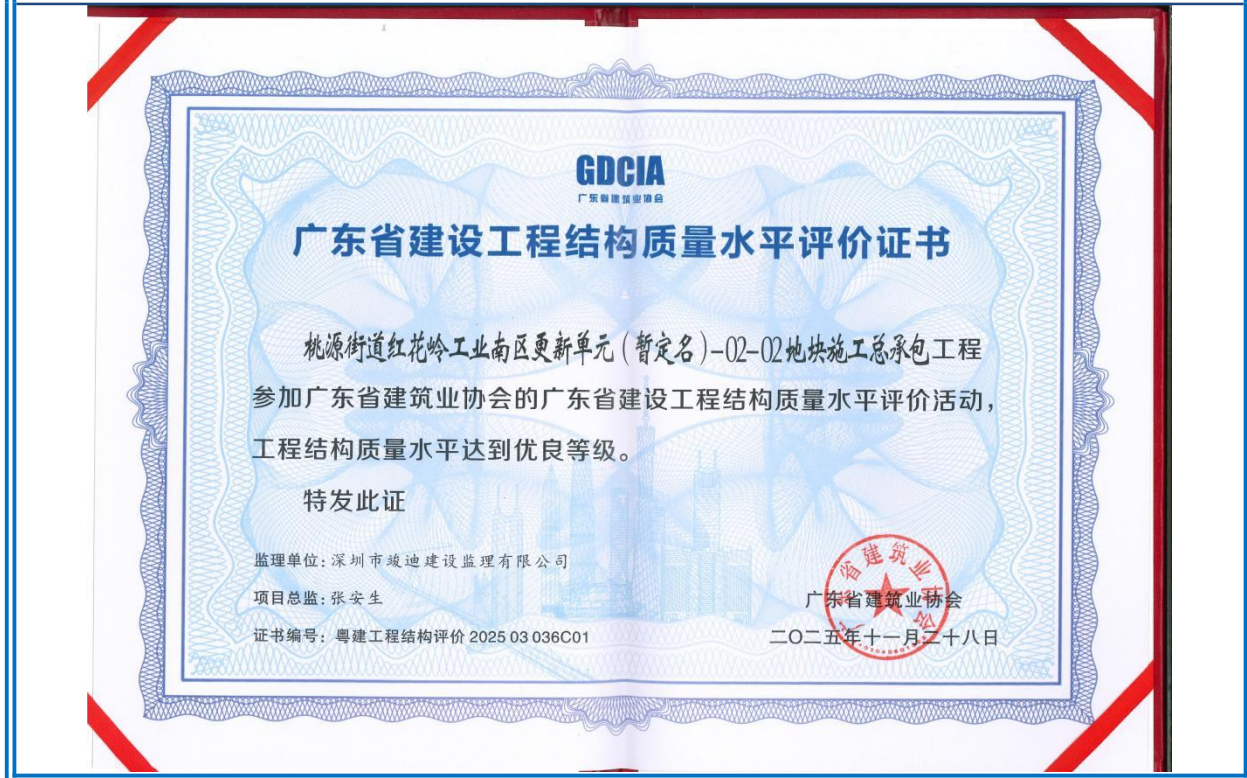 GDCIA
广东省建筑业协会
广东省建设工程结构质量水平评价证书
桃源街道红花岭工业南区更新单元(暂定名)-02-02地块施工总承包工程
参加广东省建筑业协会的广东省建设工程结构质量水平评价活动,
工程结构质量水平达到优良等级。
特发此证
监理单位:深圳市竣迪建设监理有限公司
项目总监:张安生
证书编号:粤建工程结构评价 2025 03 036C01
广东省建筑业协会
广东省建筑业协会
二〇二五年十一月二十八日